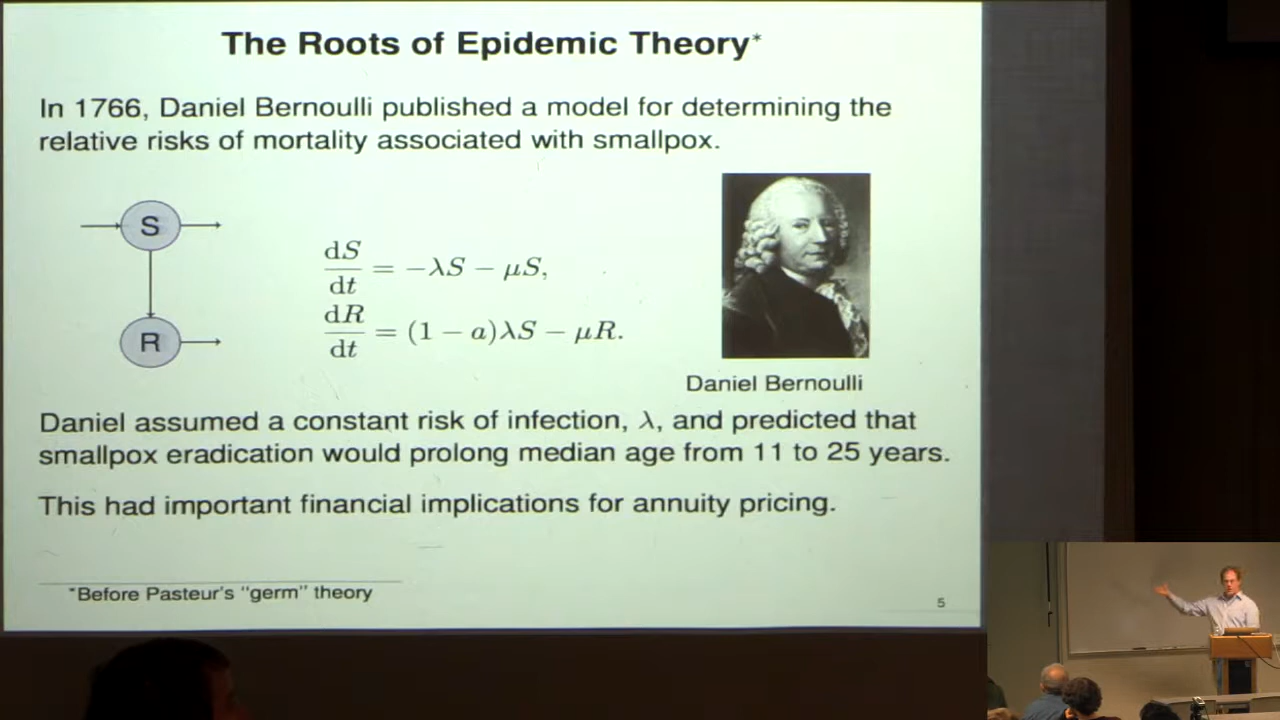 The Roots of Epidemic Theory*
In 1766, Daniel Bernoulli published a model for determining the
relative risks of mortality associated with smallpox.
S
R
dS/dt = −λS − μS,
dR/dt = (1 − a)λS − μR.
Daniel Bernoulli
Daniel assumed a constant risk of infection, λ, and predicted that
smallpox eradication would prolong median age from 11 to 25 years.
This had important financial implications for annuity pricing.
*Before Pasteur's "germ" theory
5